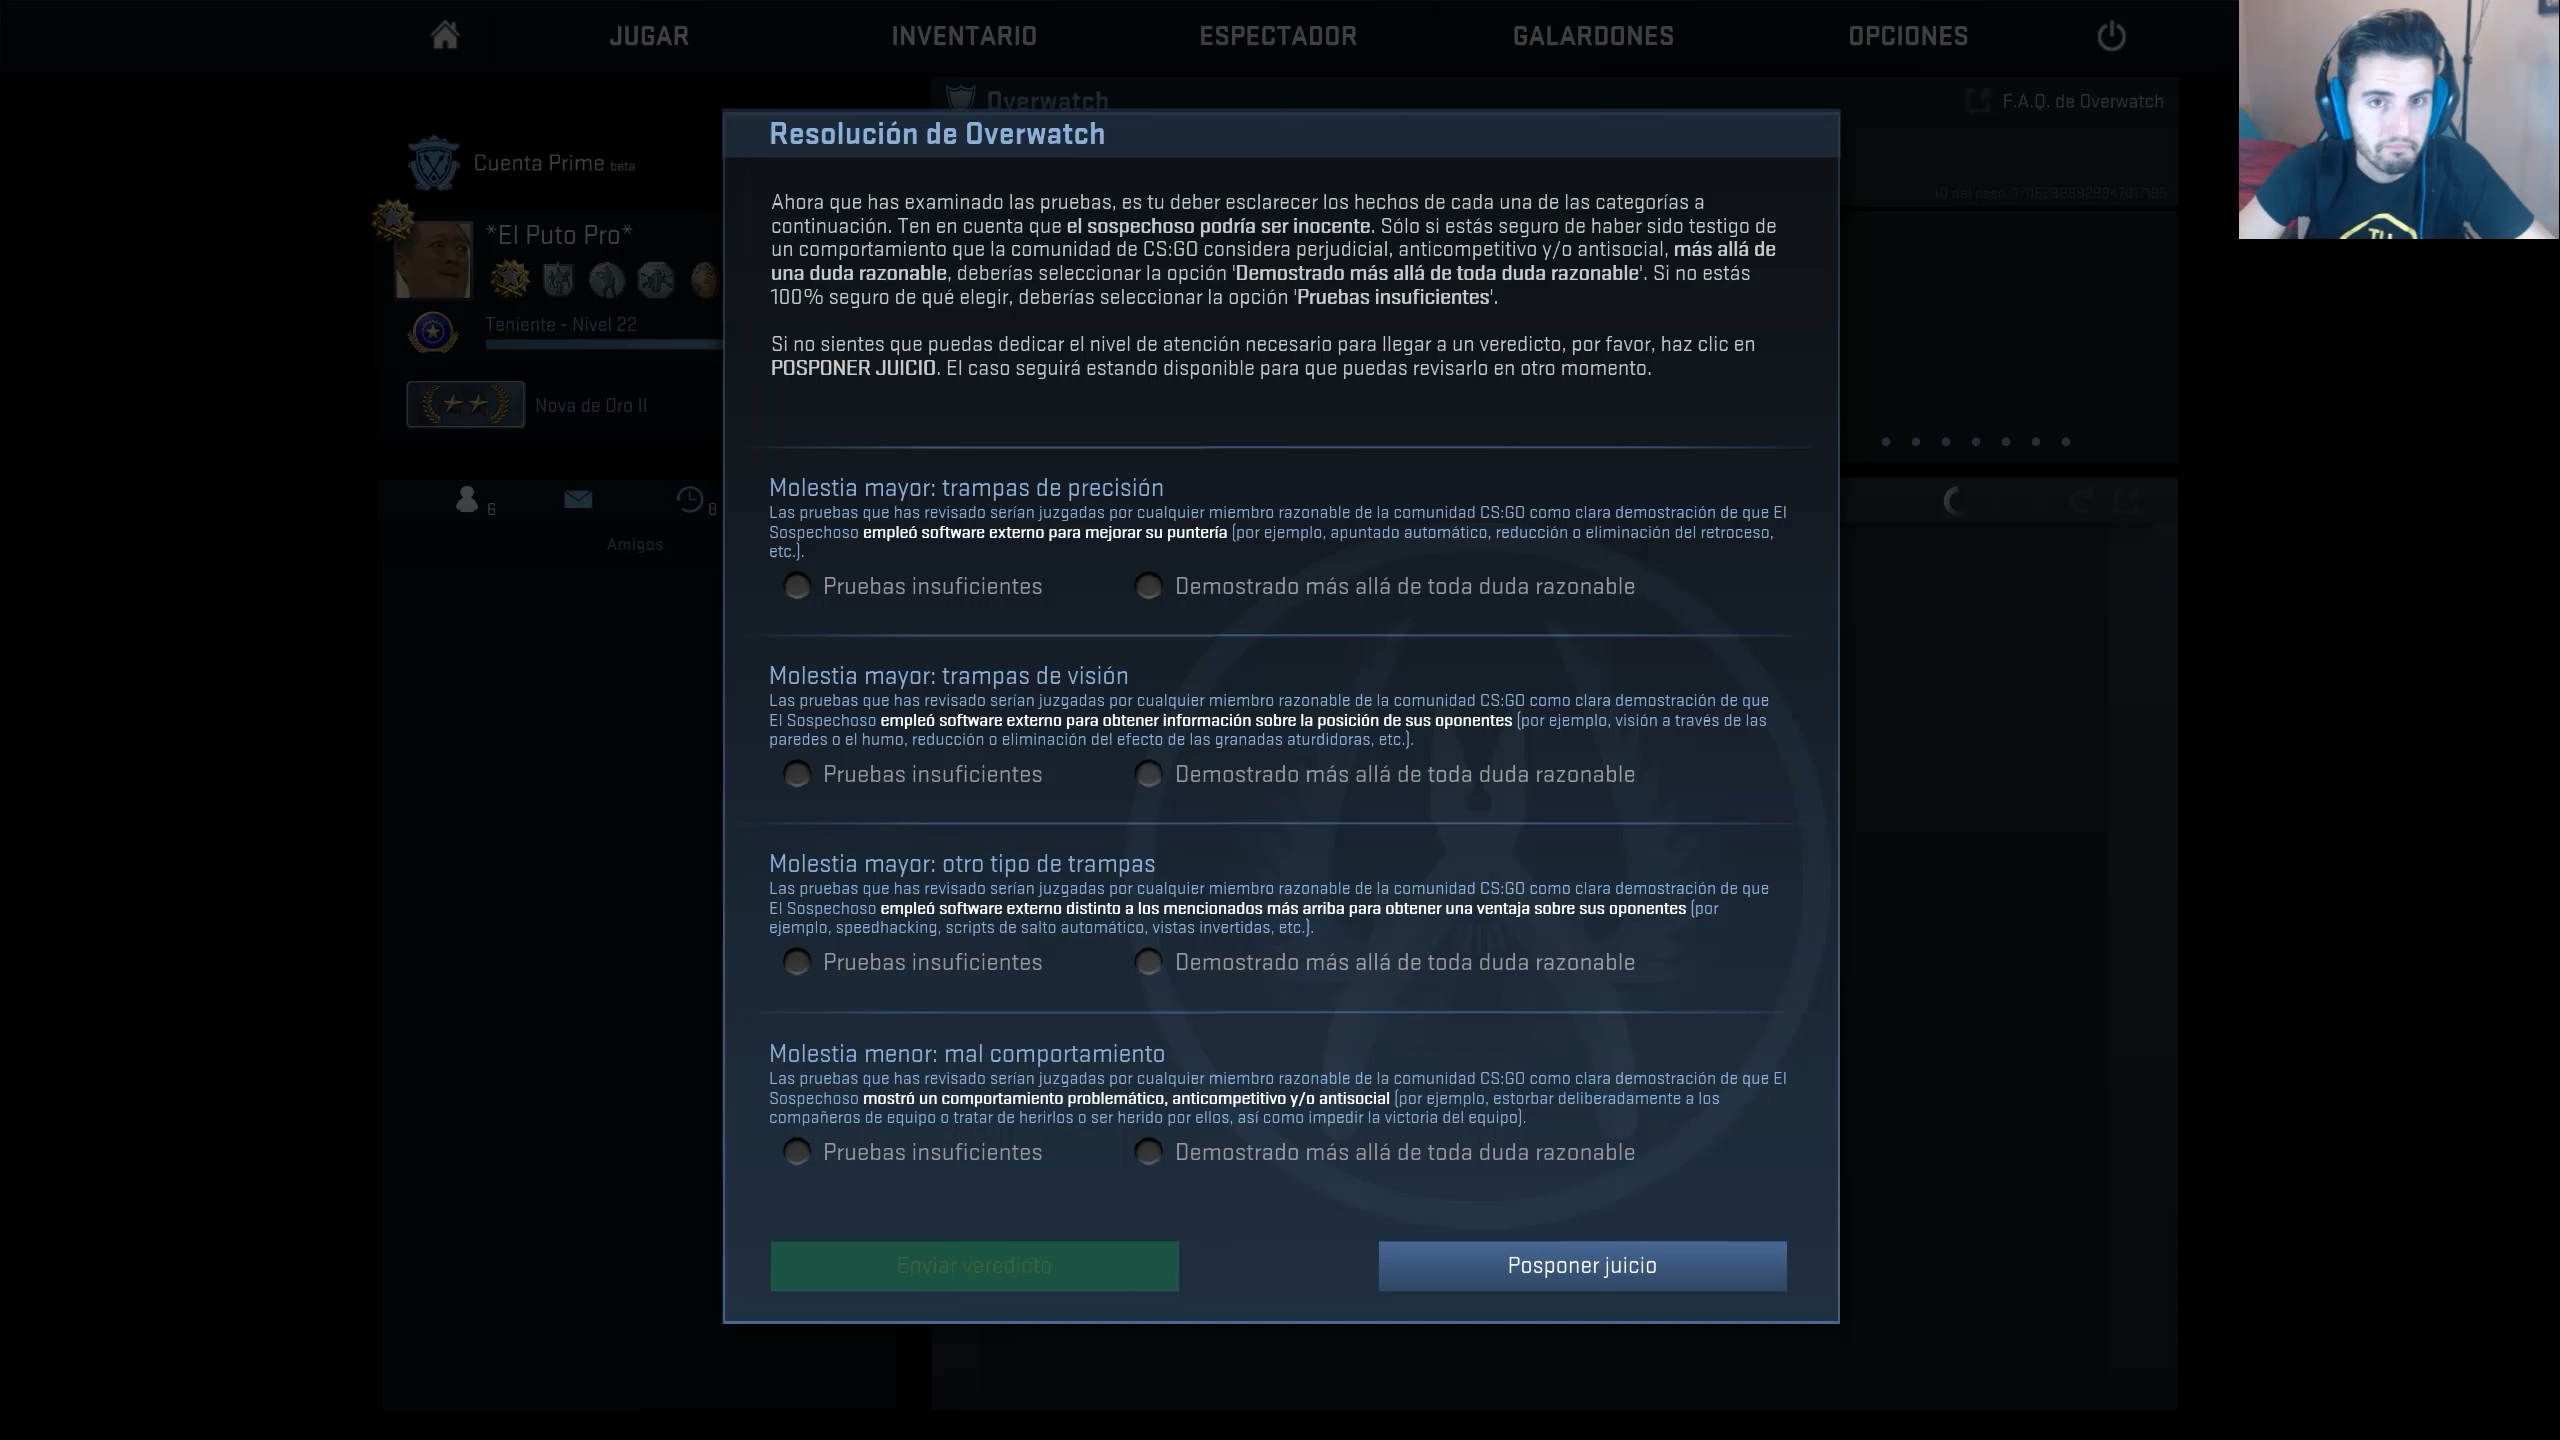 JUGAR
INVENTARIO
ESPECTADOR
GALARDONES
OPCIONES
Overwatch
F.A.Q. de Overwatch
Cuenta Prime beta
*El Puto Pro*
Teniente - Nivel 22
Nova de Oro II
6
8
Amigos
Resolución de Overwatch
Ahora que has examinado las pruebas, es tu deber esclarecer los hechos de cada una de las categorías a
continuación. Ten en cuenta que el sospechoso podría ser inocente. Sólo si estás seguro de haber sido testigo de
un comportamiento que la comunidad de CS:GO considera perjudicial, anticompetitivo y/o antisocial, más allá de
una duda razonable, deberías seleccionar la opción 'Demostrado más allá de toda duda razonable'. Si no estás
100% seguro de qué elegir, deberías seleccionar la opción 'Pruebas insuficientes'.
Si no sientes que puedas dedicar el nivel de atención necesario para llegar a un veredicto, por favor, haz clic en
POSPONER JUICIO. El caso seguirá estando disponible para que puedas revisarlo en otro momento.
Molestia mayor: trampas de precisión
Las pruebas que has revisado serían juzgadas por cualquier miembro razonable de la comunidad CS:GO como clara demostración de que El
Sospechoso empleó software externo para mejorar su puntería (por ejemplo, apuntado automático, reducción o eliminación del retroceso,
etc.).
Pruebas insuficientes
Demostrado más allá de toda duda razonable
Molestia mayor: trampas de visión
Las pruebas que has revisado serían juzgadas por cualquier miembro razonable de la comunidad CS:GO como clara demostración de que
El Sospechoso empleó software externo para obtener información sobre la posición de sus oponentes (por ejemplo, visión a través de las
paredes o el humo, reducción o eliminación del efecto de las granadas aturdidoras, etc.).
Pruebas insuficientes
Demostrado más allá de toda duda razonable
Molestia mayor: otro tipo de trampas
Las pruebas que has revisado serían juzgadas por cualquier miembro razonable de la comunidad CS:GO como clara demostración de que
El Sospechoso empleó software externo distinto a los mencionados más arriba para obtener una ventaja sobre sus oponentes (por
ejemplo, speedhacking, scripts de salto automático, vistas invertidas, etc.).
Pruebas insuficientes
Demostrado más allá de toda duda razonable
Molestia menor: mal comportamiento
Las pruebas que has revisado serían juzgadas por cualquier miembro razonable de la comunidad CS:GO como clara demostración de que El
Sospechoso mostró un comportamiento problemático, anticompetitivo y/o antisocial (por ejemplo, estorbar deliberadamente a los
compañeros de equipo o tratar de herirlos o ser herido por ellos, así como impedir la victoria del equipo).
Pruebas insuficientes
Demostrado más allá de toda duda razonable
Enviar veredicto
Posponer juicio